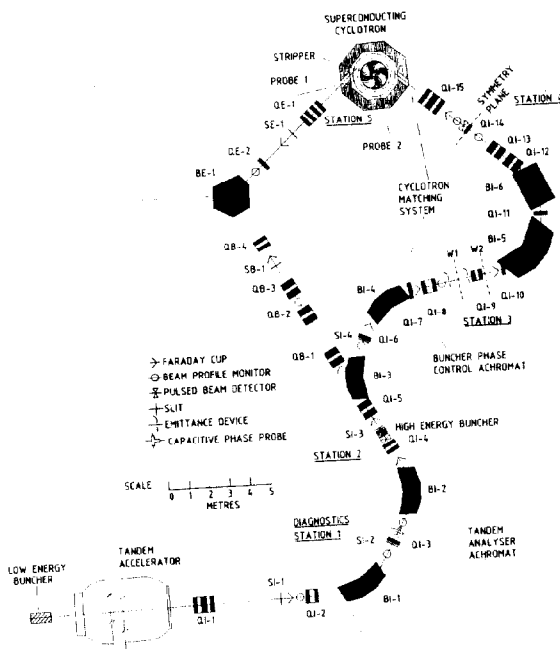 SUPERCONDUCTING
CYCLOTRON
STRIPPER
PROBE 1
QE-1
SE-1
STATION 5
QE-2
BE-1
PROBE 2
QI-15
SYMMETRY
PLANE
STATION
QI-14
QI-13
QI-12
BI-6
QI-11
CYCLOTRON
MATCHING
SYSTEM
BI-5
QB-4
SB-1
QB-3
QB-2
W1
W2
BI-4
QI-10
QI-9
QI-8
QI-7
STATION 3
SI-4
QI-6
QB-1
BUNCHER PHASE
CONTROL ACHROMAT
BI-3
QI-5
FARADAY CUP
BEAM PROFILE MONITOR
PULSED BEAM DETECTOR
SLIT
EMITTANCE DEVICE
CAPACITIVE PHASE PROBE
SI-3
HIGH ENERGY BUNCHER
QI-4
STATION 2
SCALE
0 1 2 3 4 5
METRES
BI-2
DIAGNOSTICS
STATION 1
SI-2
QI-3
TANDEM
ANALYSER
ACHROMAT
LOW ENERGY
BUNCHER
TANDEM
ACCELERATOR
SI-1
QI-1
QI-2
BI-1